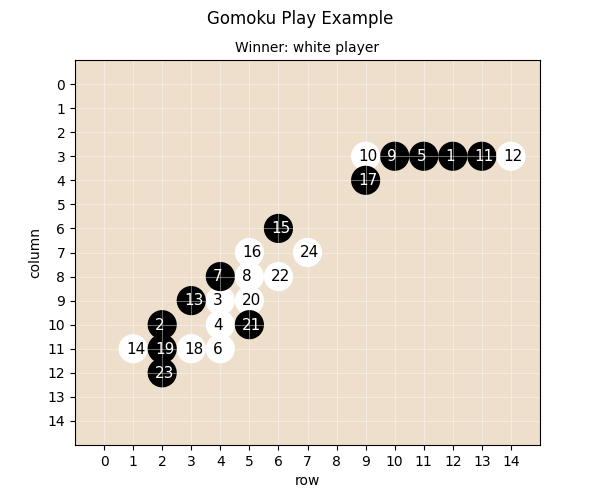 Gomoku Play Example
Winner: white player
0
1
2
3 10 9 5 1 11 12
4 17
5
6 15
7 16 24
column
8 7 8 22
9 13 3 20
10 2 4 21
11 14 19 18 6
12 23
13
14
0 1 2 3 4 5 6 7 8 9 10 11 12 13 14
row